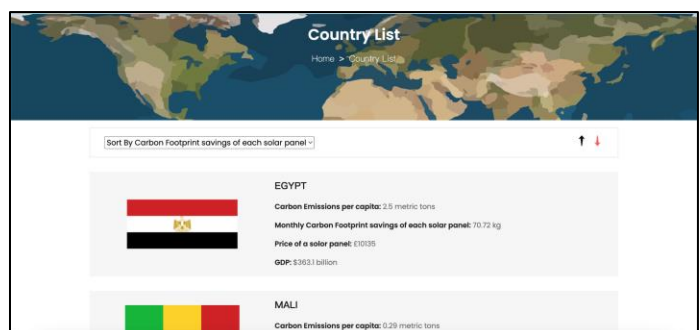 Country List
Home > Country List
Sort By Carbon Footprint savings of each solar panel
EGYPT
Carbon Emissions per capita: 2.5 metric tons
Monthly Carbon Footprint savings of each solar panel: 70.72 kg
Price of a solor panel: £10135
GDP: $363.1 billion
MALI
Carbon Emissions per capita: 0.29 metric tons